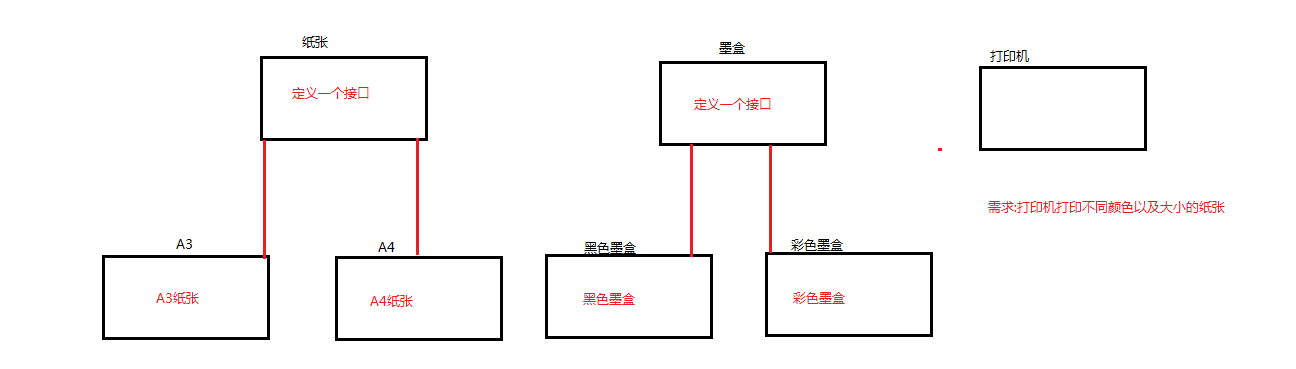 纸张
墨盒
打印机
定义一个接口
定义一个接口
需求:打印机打印不同颜色以及大小的纸张
A3
A4
黑色墨盒
彩色墨盒
A3纸张
A4纸张
黑色墨盒
彩色墨盒